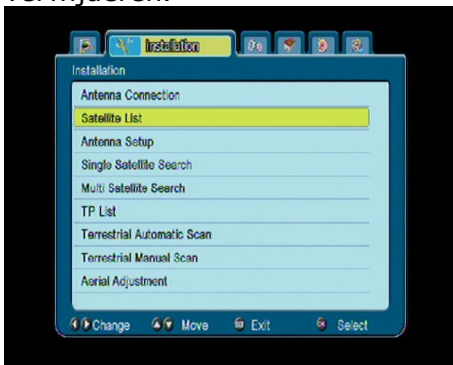 Installation
Installation
Antenna Connection
Satellite List
Antenna Setup
Single Satellite Search
Multi Satellite Search
TP List
Terrestrial Automatic Scan
Terrestrial Manual Scan
Aerial Adjustment
Change Move Exit Select